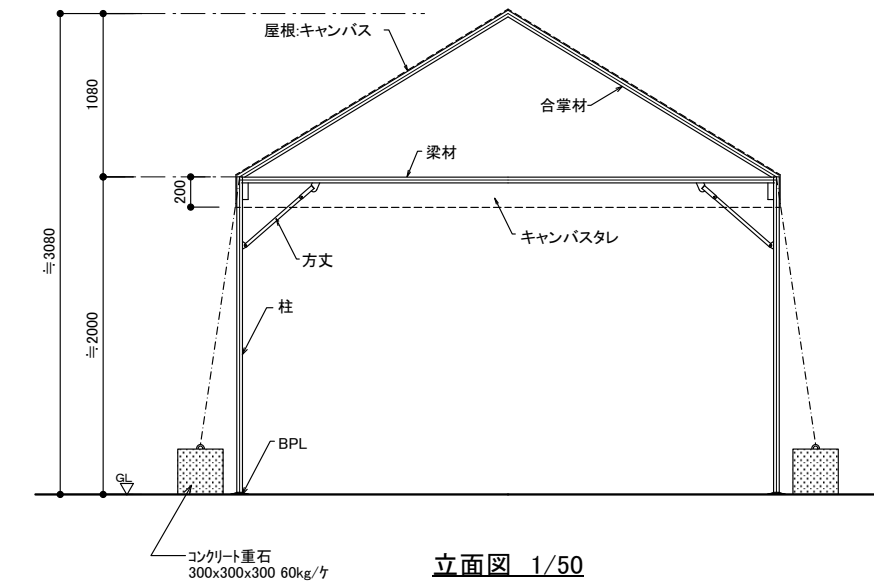 屋根:キャンバス
合掌材
1080
梁材
200
キャンバスタレ
方丈
≒3080
≒2000
柱
BPL
GL
コンクリート重石
300x300x300 60kg/ケ
立面図 1/50